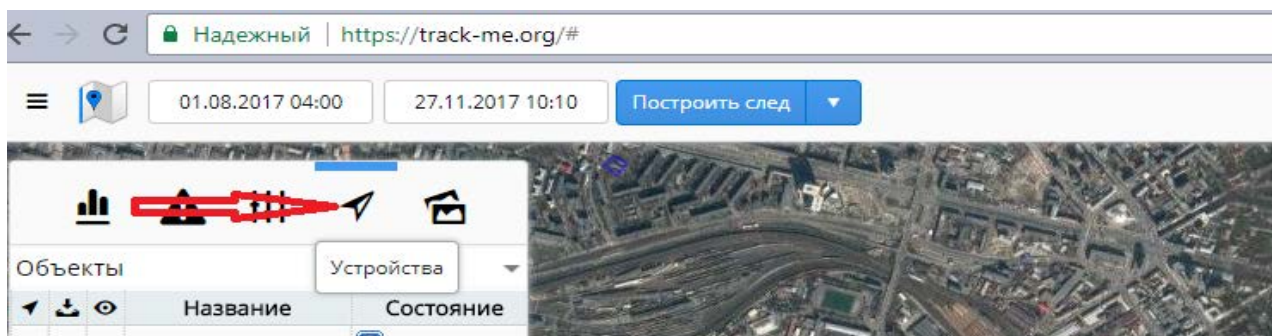 Надежный https://track-me.org/#
01.08.2017 04:00 27.11.2017 10:10 Построить след
Объекты Устройства
Название Состояние